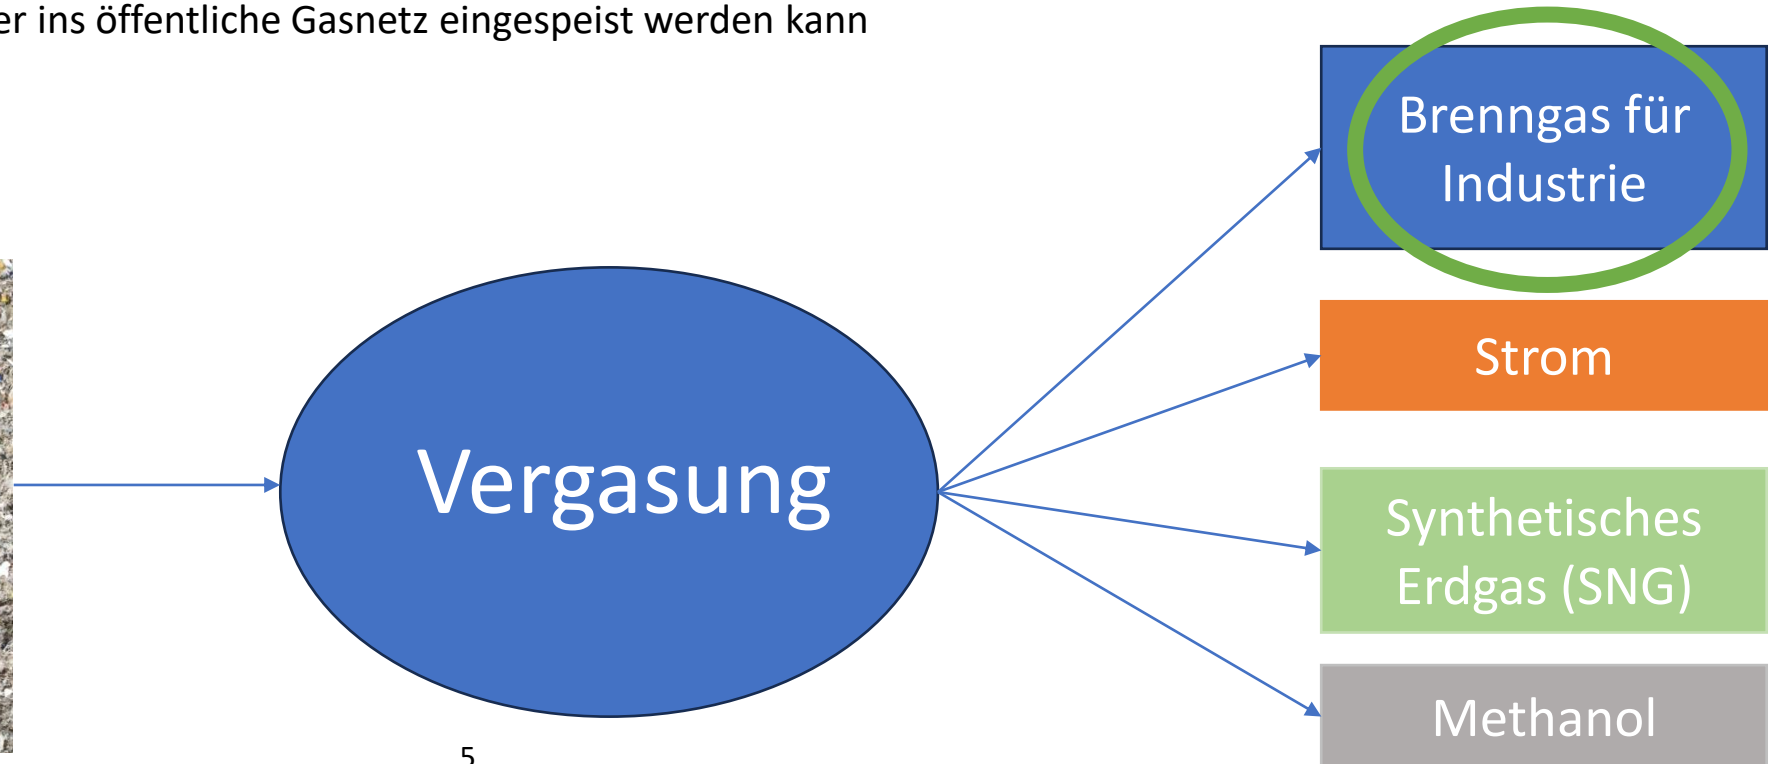 er ins öffentliche Gasnetz eingespeist werden kann
Brenngas für
Industrie
Strom
Vergasung
Synthetisches
Erdgas (SNG)
Methanol
5